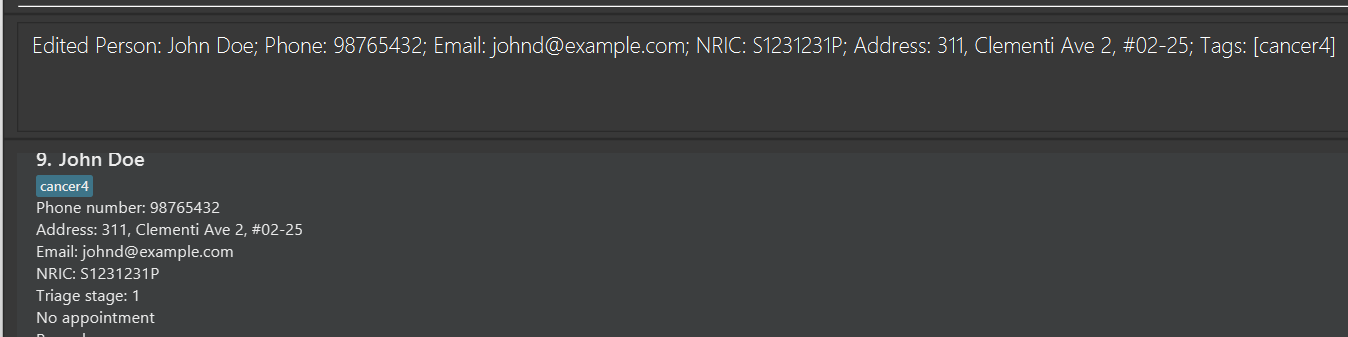 Edited Person: John Doe; Phone: 98765432; Email: johnd@example.com; NRIC: S1231231P; Address: 311, Clementi Ave 2, #02-25; Tags: [cancer4]
9. John Doe
cancer4
Phone number: 98765432
Address: 311, Clementi Ave 2, #02-25
Email: johnd@example.com
NRIC: S1231231P
Triage stage: 1
No appointment